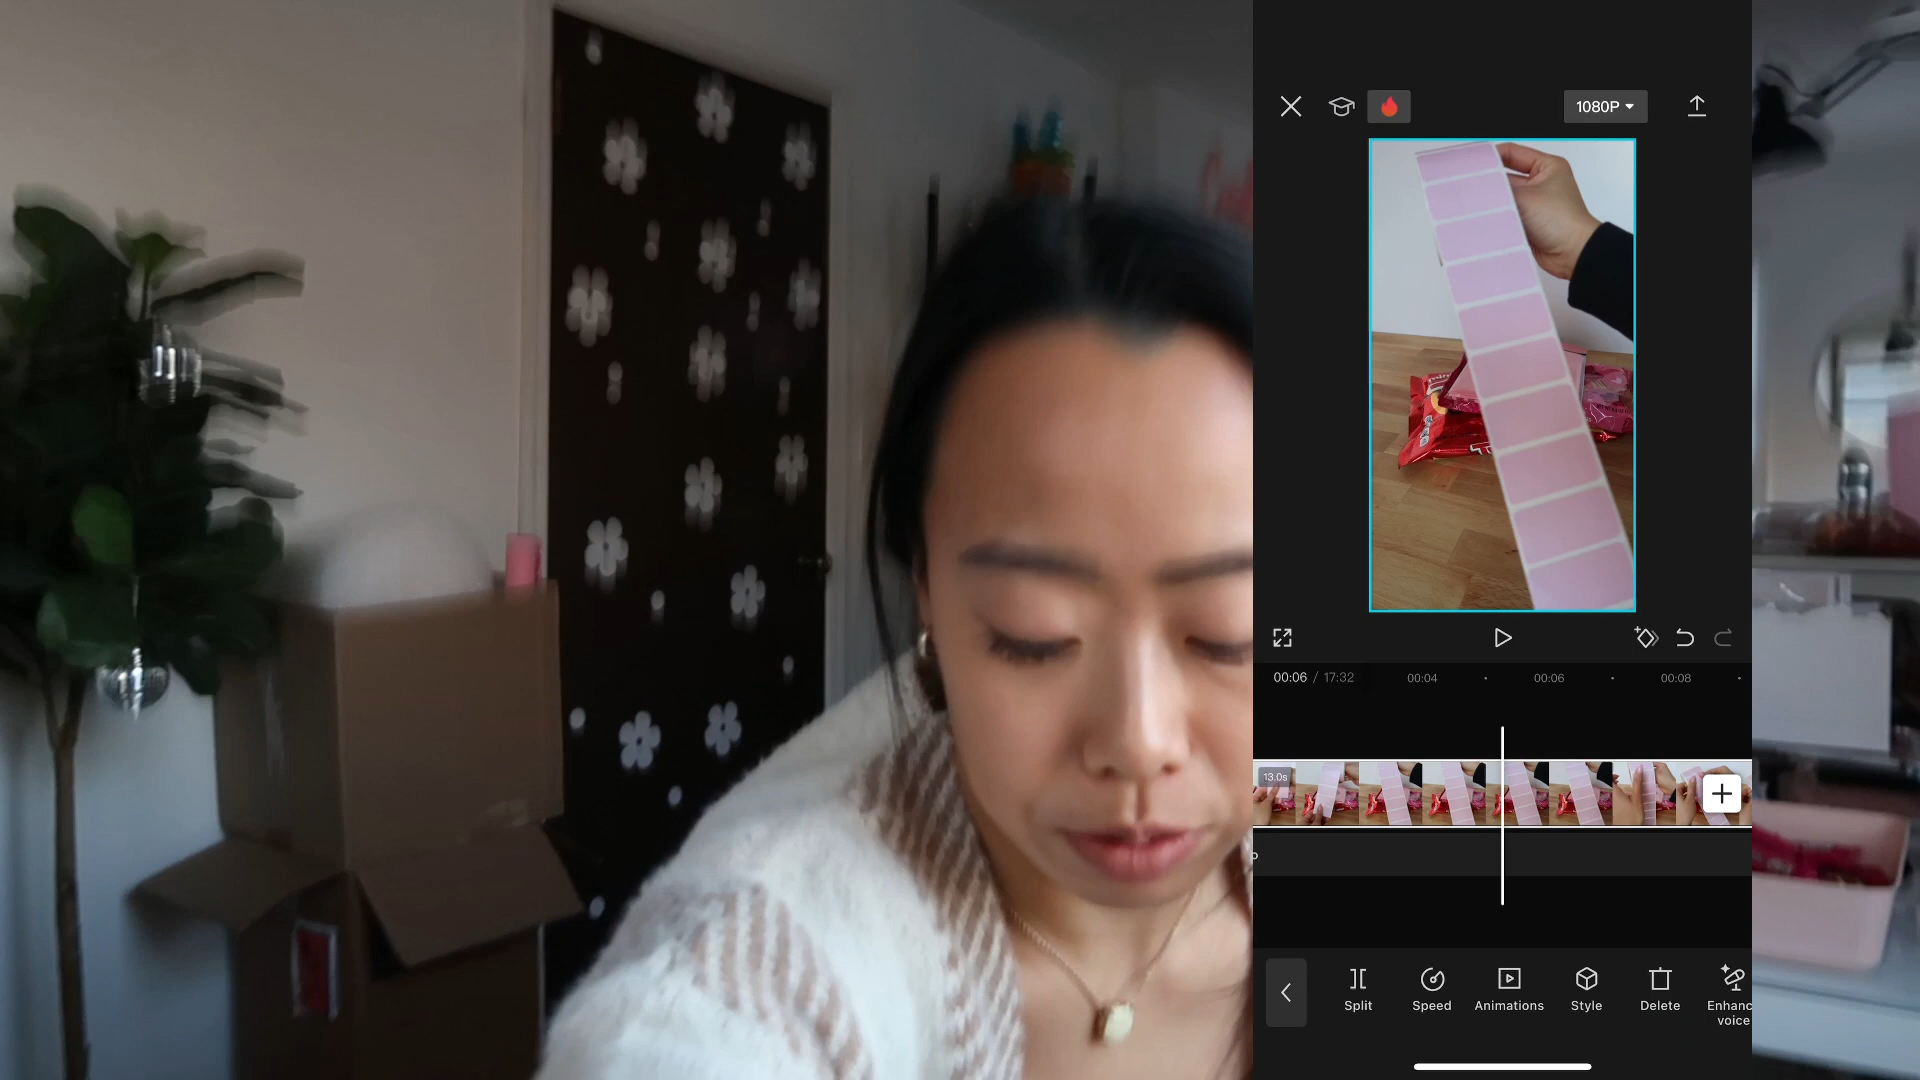 1080P
00:06 / 17:32
00:04
00:06
00:08
13.0s
Split
Speed
Animations
Style
Delete
Enhanc
voice